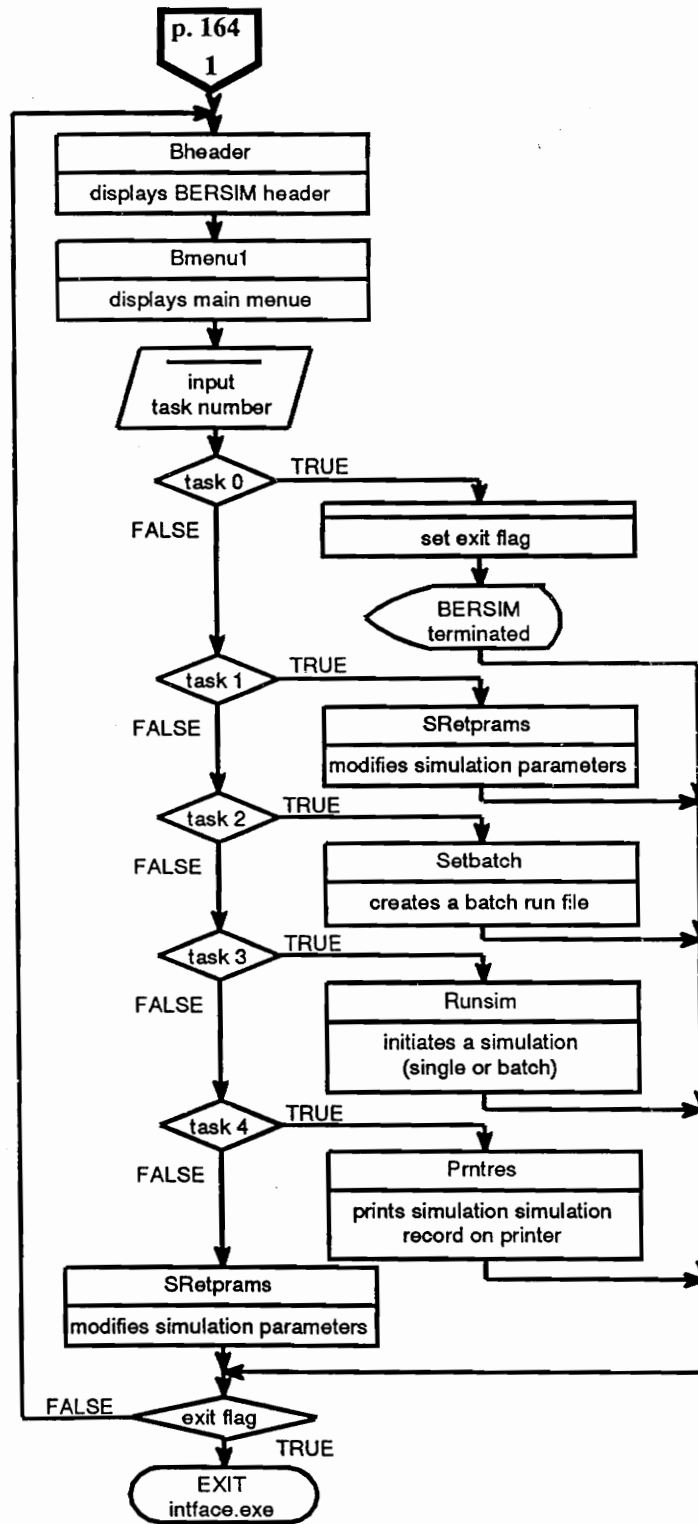 p. 164
1
Bheader
displays BERSIM header
Bmenu1
displays main menue
input
task number
task 0
TRUE
FALSE
set exit flag
BERSIM
terminated
task 1
TRUE
FALSE
SRetprams
modifies simulation parameters
task 2
TRUE
FALSE
Setbatch
creates a batch run file
task 3
TRUE
FALSE
Runsim
initiates a simulation
(single or batch)
task 4
TRUE
FALSE
Prntres
prints simulation simulation
record on printer
SRetprams
modifies simulation parameters
FALSE
exit flag
TRUE
EXIT
intface.exe